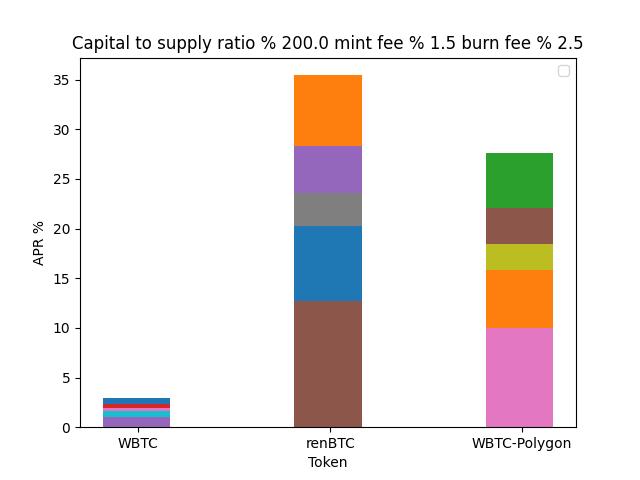 Capital to supply ratio % 200.0 mint fee % 1.5 burn fee % 2.5
35
30
25
20
15
10
5
0
APR %
WBTC
renBTC
WBTC-Polygon
Token